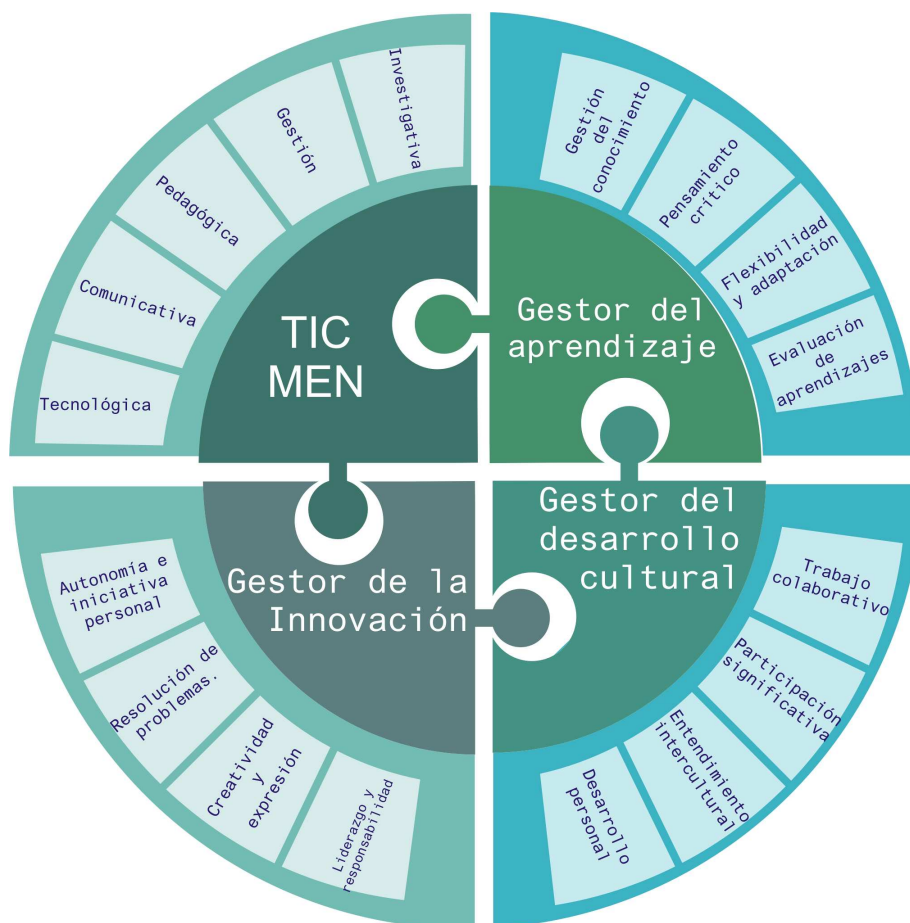 TIC
MEN
Tecnológica
Comunicativa
Pedagógica
Gestión
Investigativa
Gestor del
aprendizaje
Gestión
del
conocimiento
Pensamiento
crítico
Flexibilidad
y adaptación
Evaluación
de
aprendizajes
Gestor de la
Innovación
Autonomía e
iniciativa
personal
Resolución de
problemas.
Creatividad
y
expresión
Liderazgo y
responsabilidad
Gestor del
desarrollo
cultural
Trabajo
colaborativo
Participación
significativa
Entendimiento
intercultural
Desarrollo
personal